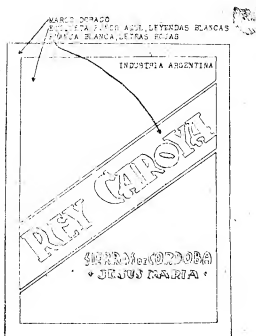 MARCO DORADO
ETIQUETA FONDO AZUL, LEYENDAS BLANCAS
FRANJA BLANCA, LETRAS ROJAS
INDUSTRIA ARGENTINA
REY CAROYA
SIERRAS DE CORDOBA
JEJUS MARIA